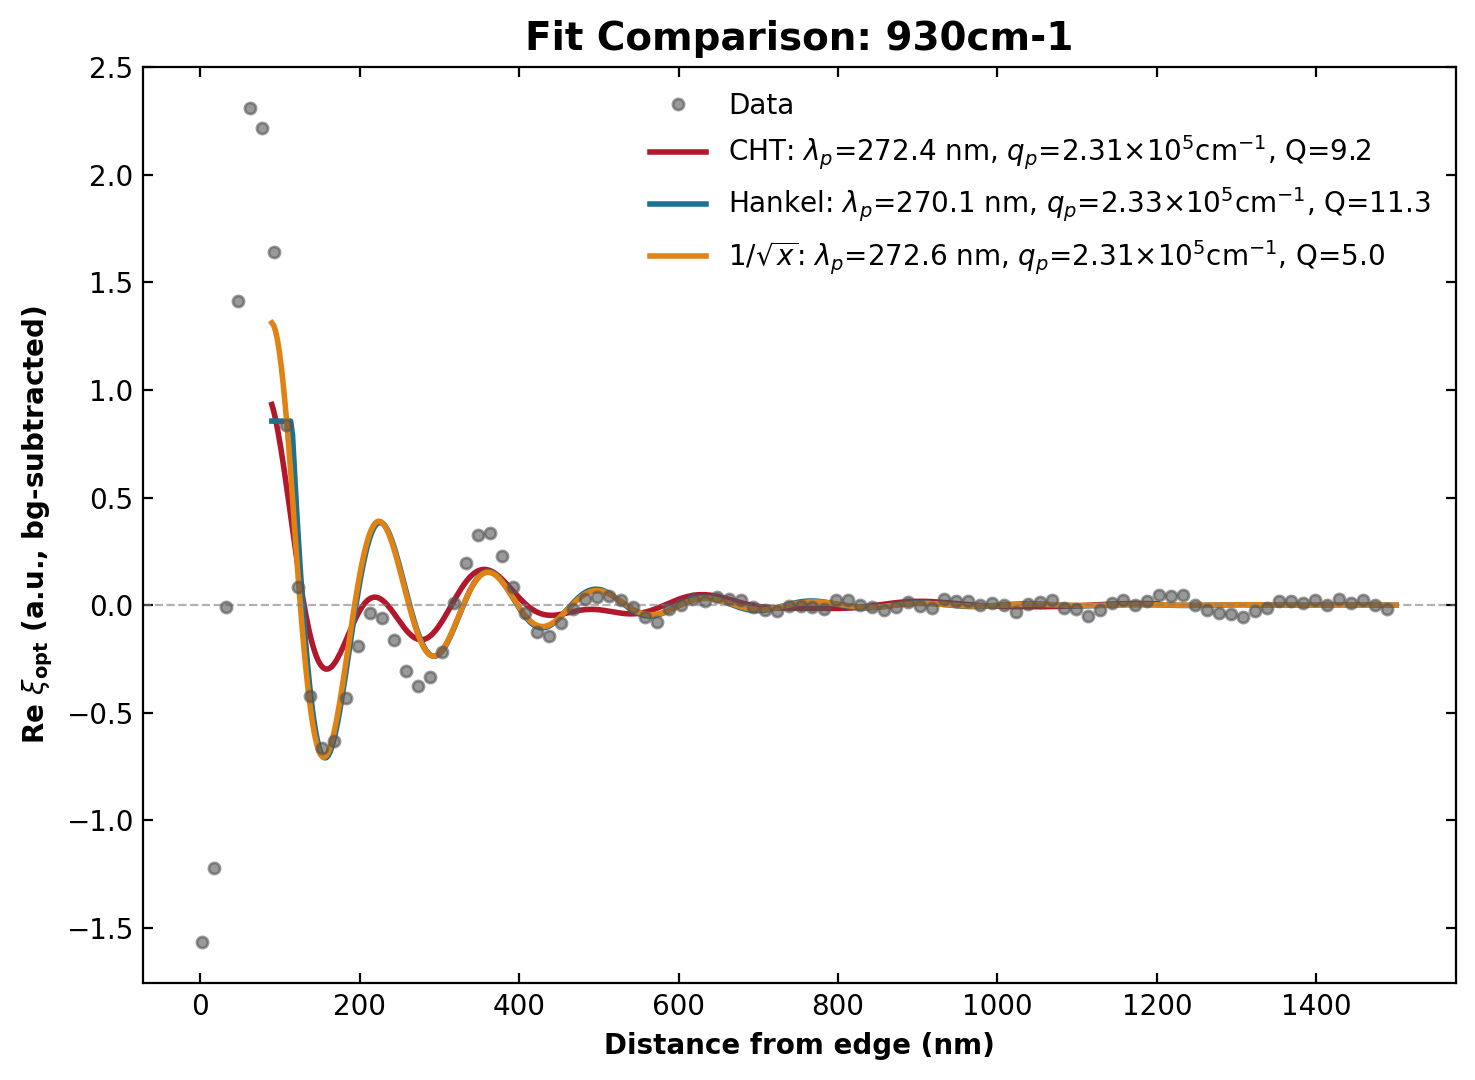 Fit Comparison: 930cm-1
Data
CHT: λₚ=272.4 nm, qₚ=2.31×10⁵cm⁻¹, Q=9.2
Hankel: λₚ=270.1 nm, qₚ=2.33×10⁵cm⁻¹, Q=11.3
1/√x: λₚ=272.6 nm, qₚ=2.31×10⁵cm⁻¹, Q=5.0
Re ξopt (a.u., bg-subtracted)
2.5
2.0
1.5
1.0
0.5
0.0
−0.5
−1.0
−1.5
0 200 400 600 800 1000 1200 1400
Distance from edge (nm)